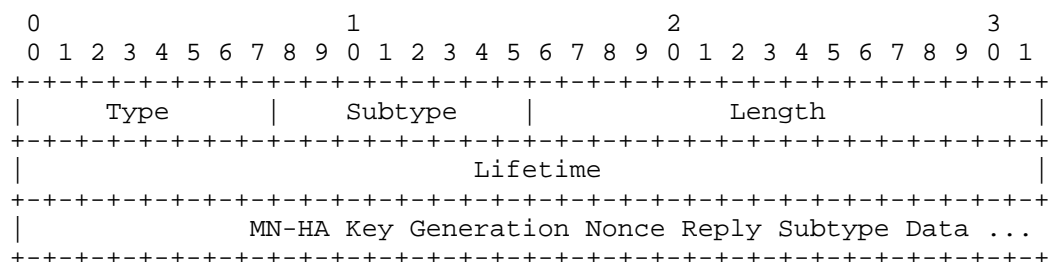 0                   1                   2                   3
 0 1 2 3 4 5 6 7 8 9 0 1 2 3 4 5 6 7 8 9 0 1 2 3 4 5 6 7 8 9 0 1
+-+-+-+-+-+-+-+-+-+-+-+-+-+-+-+-+-+-+-+-+-+-+-+-+-+-+-+-+-+-+-+-+
|     Type      |    Subtype    |            Length             |
+-+-+-+-+-+-+-+-+-+-+-+-+-+-+-+-+-+-+-+-+-+-+-+-+-+-+-+-+-+-+-+-+
|                            Lifetime                           |
+-+-+-+-+-+-+-+-+-+-+-+-+-+-+-+-+-+-+-+-+-+-+-+-+-+-+-+-+-+-+-+-+
|              MN-HA Key Generation Nonce Reply Subtype Data ...
+-+-+-+-+-+-+-+-+-+-+-+-+-+-+-+-+-+-+-+-+-+-+-+-+-+-+-+-+-+-+-+-+